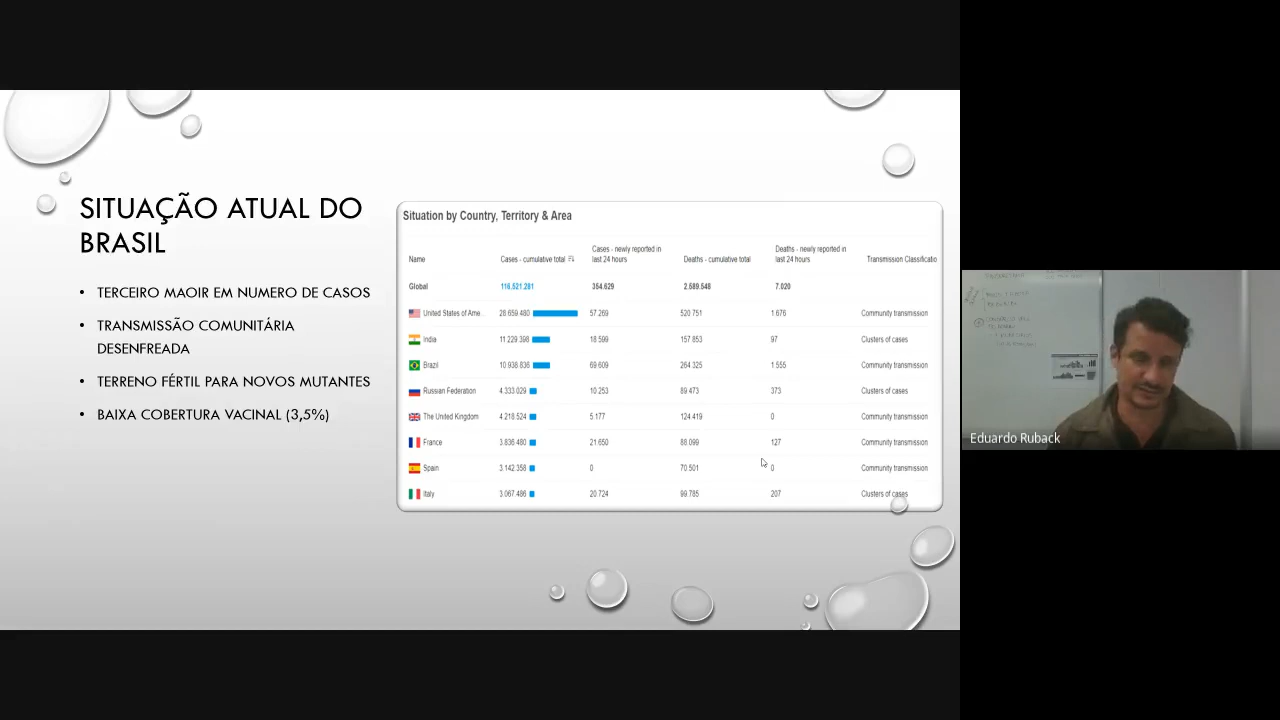 SITUAÇÃO ATUAL DO
BRASIL
• TERCEIRO MAOIR EM NUMERO DE CASOS
• TRANSMISSÃO COMUNITÁRIA
DESENFREADA
• TERRENO FÉRTIL PARA NOVOS MUTANTES
• BAIXA COBERTURA VACINAL (3,5%)
Situation by Country, Territory & Area
Name Cases - cumulative total Cases - newly reported in last 24 hours Deaths - cumulative total Deaths - newly reported in last 24 hours Transmission Classificatio
Global 116.521.281 354.629 2.589.548 7.020
United States of Ame... 28 659 480 57 269 520 751 1 676 Community transmission
India 11 229 398 18 599 157 853 97 Clusters of cases
Brazil 10 938 836 69 609 264 325 1 555 Community transmission
Russian Federation 4 333 029 10 253 89 473 373 Clusters of cases
The United Kingdom 4 218 524 5 177 124 419 0 Community transmission
France 3 836 480 21 650 88 099 127 Community transmission
Spain 3 142 358 0 70 501 0 Community transmission
Italy 3 067 486 20 724 99 785 207 Clusters of cases
Eduardo Ruback